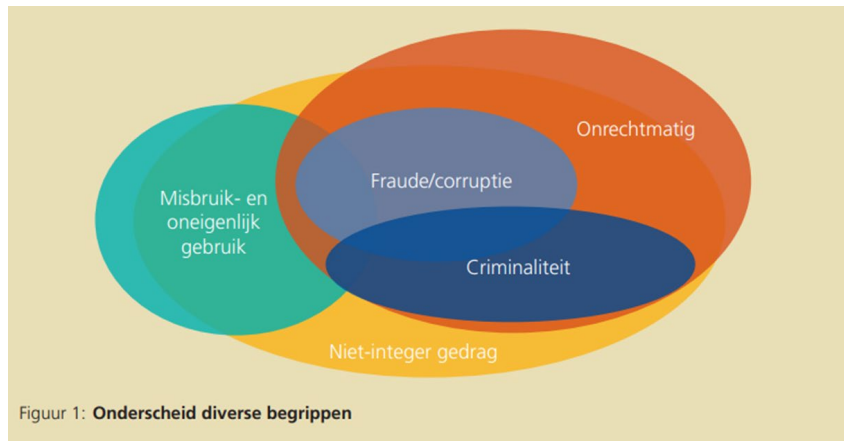 Onrechtmatig
Fraude/corruptie
Misbruik- en
oneigenlijk
gebruik
Criminaliteit
Niet-integer gedrag
Figuur 1: Onderscheid diverse begrippen